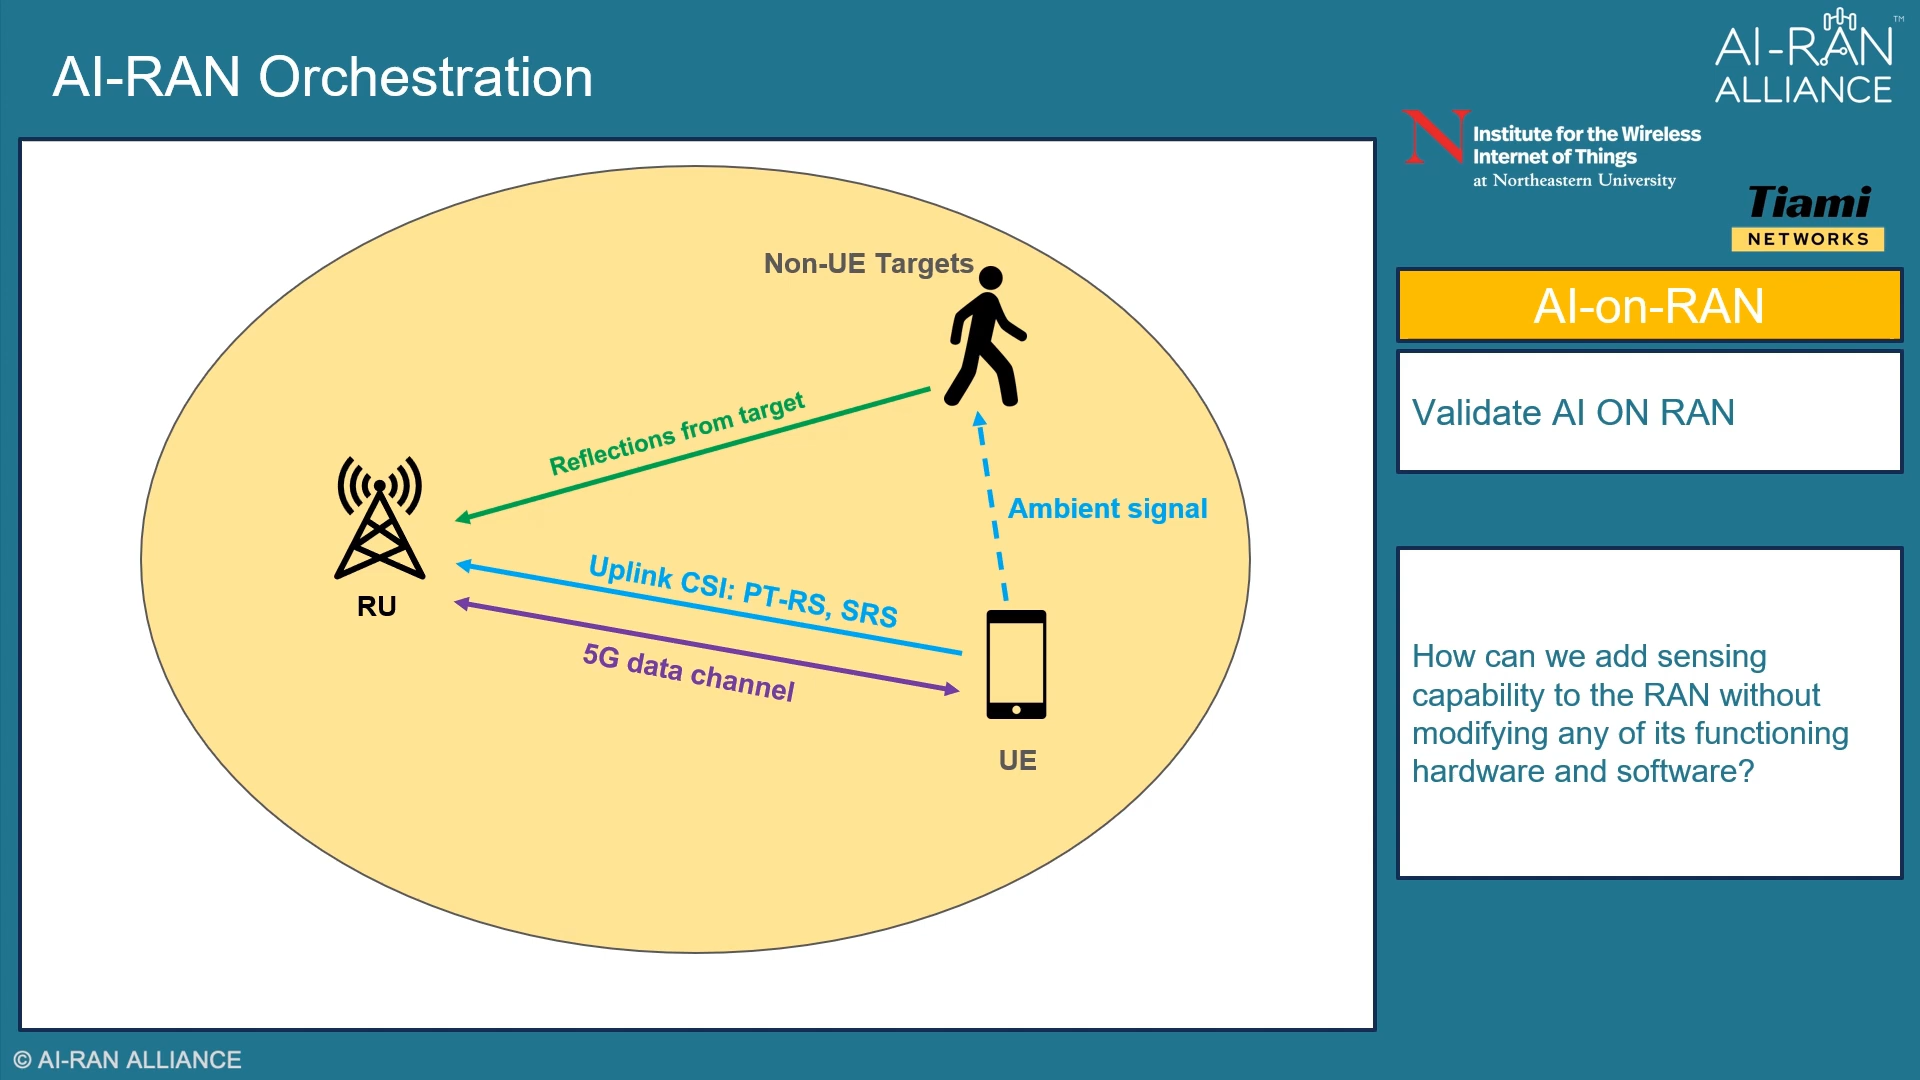 AI-RAN Orchestration
AI-RAN
ALLIANCE
TM
N
Institute for the Wireless
Internet of Things
at Northeastern University
Tiami
NETWORKS
Non-UE Targets
Reflections from target
Ambient signal
Uplink CSI: PT-RS, SRS
5G data channel
RU
UE
AI-on-RAN
Validate AI ON RAN
How can we add sensing
capability to the RAN without
modifying any of its functioning
hardware and software?
© AI-RAN ALLIANCE